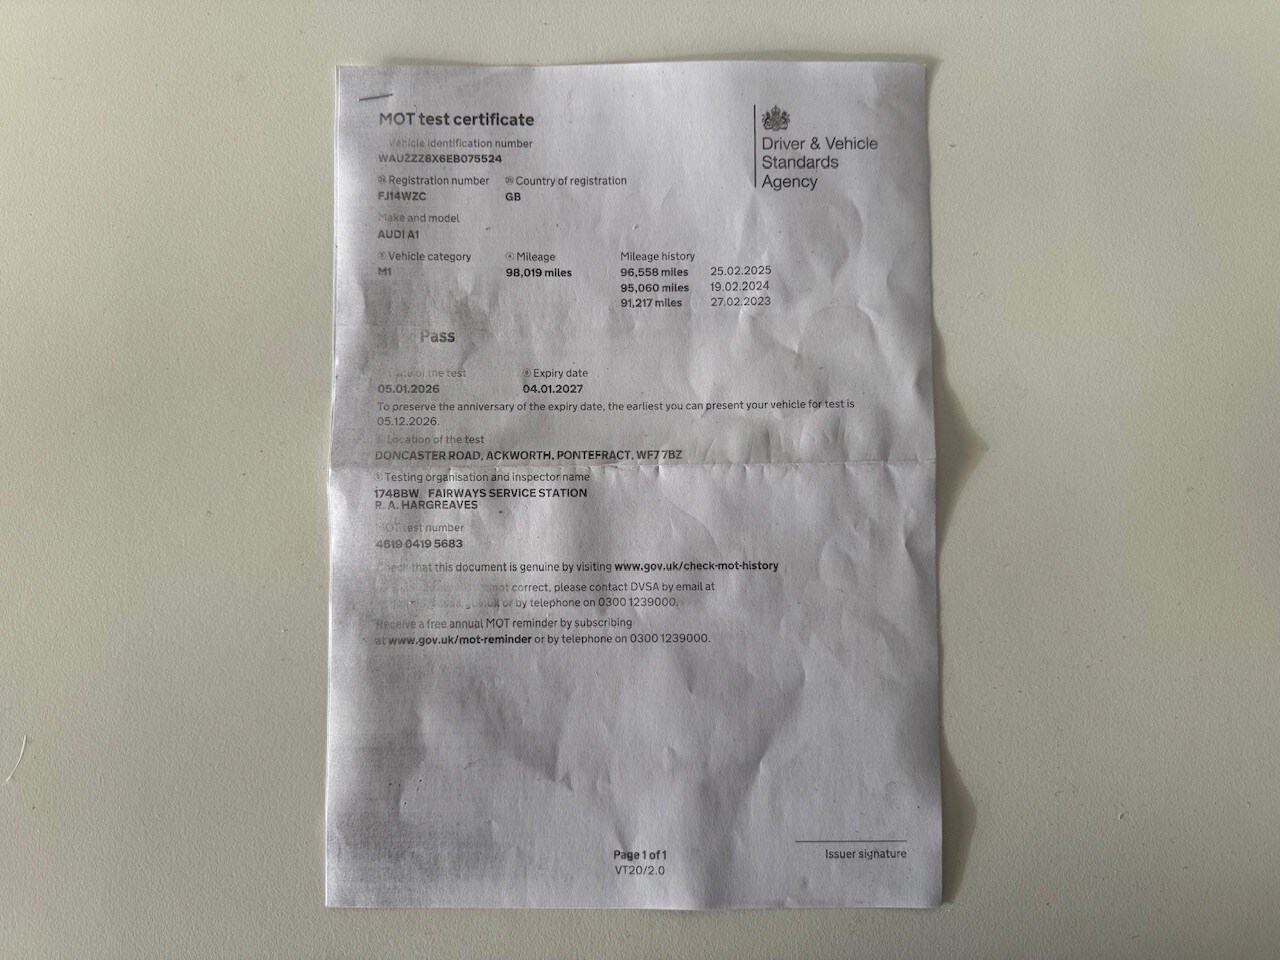 MOT test certificate
Driver & Vehicle
Standards
Agency
Vehicle identification number
WAUZZZ8X6EB075524
Registration number Country of registration
FJ14WZC GB
Make and model
AUDI A1
Vehicle category Mileage Mileage history
M1 98,019 miles 96,558 miles 25.02.2025
95,060 miles 19.02.2024
91,217 miles 27.02.2023
Pass
Date of the test Expiry date
05.01.2026 04.01.2027
To preserve the anniversary of the expiry date, the earliest you can present your vehicle for test is
05.12.2026.
Location of the test
DONCASTER ROAD, ACKWORTH, PONTEFRACT, WF7 7BZ
Testing organisation and inspector name
1748BW FAIRWAYS SERVICE STATION
R. A. HARGREAVES
MOT test number
4619 0419 5683
Check that this document is genuine by visiting www.gov.uk/check-mot-history
not correct, please contact DVSA by email at
or by telephone on 0300 1239000.
Receive a free annual MOT reminder by subscribing
at www.gov.uk/mot-reminder or by telephone on 0300 1239000.
Issuer signature
Page 1 of 1
VT20/2.0